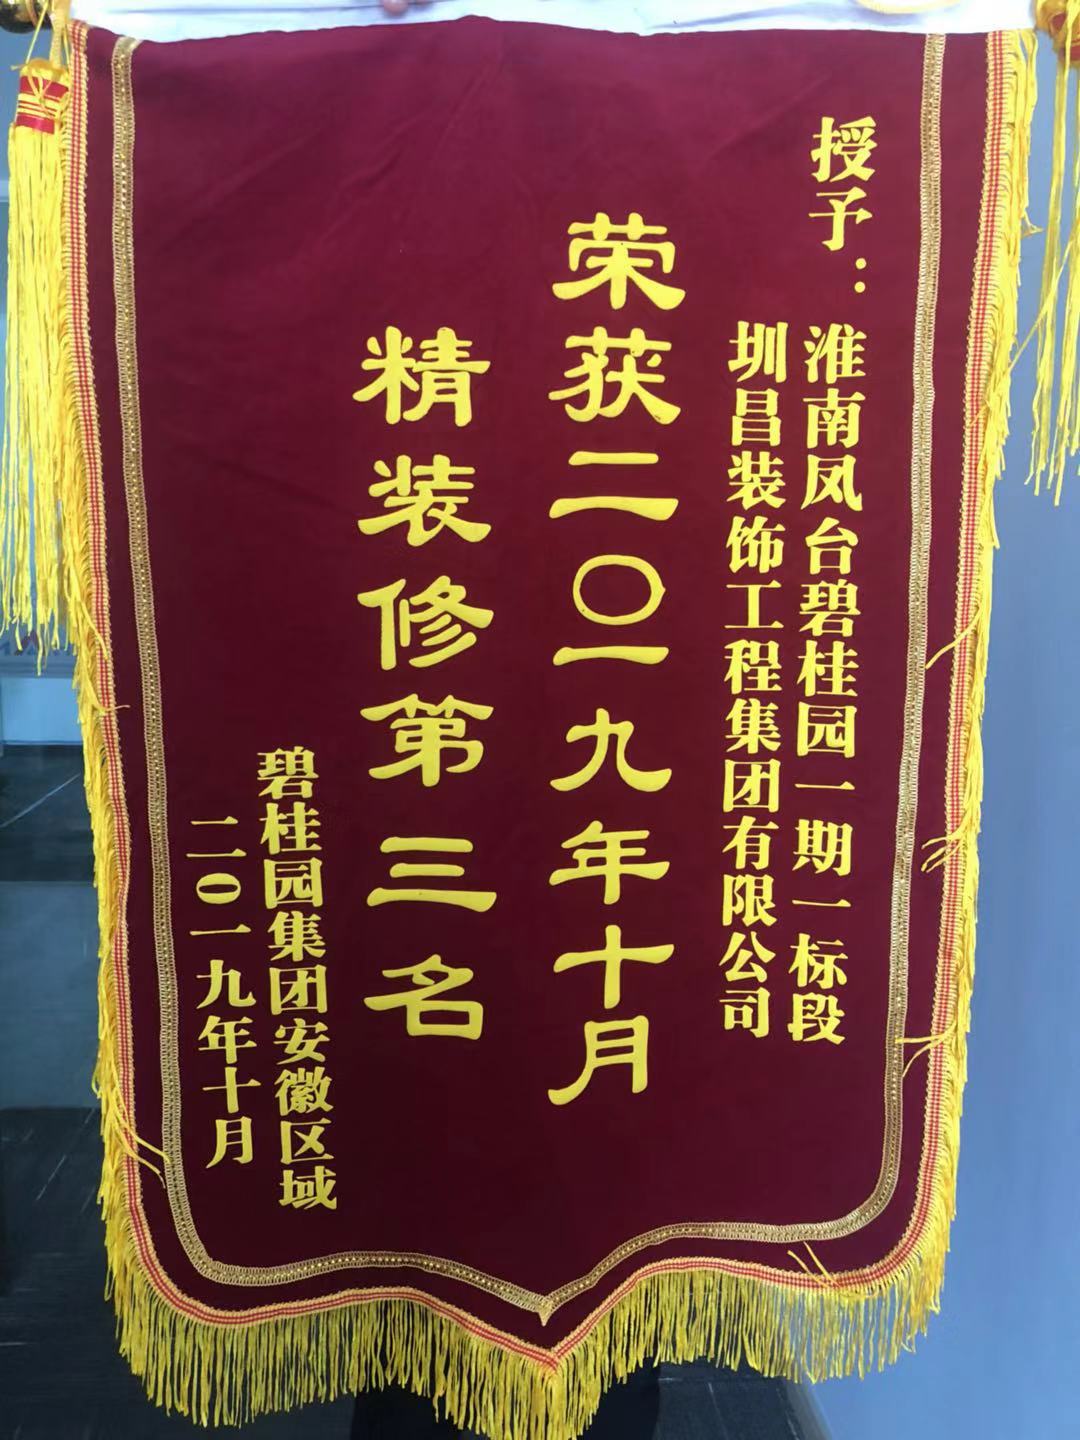 授予：
淮南凤台碧桂园一期一标段
圳昌装饰工程集团有限公司
荣获二〇一九年十月
精装修第三名
碧桂园集团安徽区域
二〇一九年十月